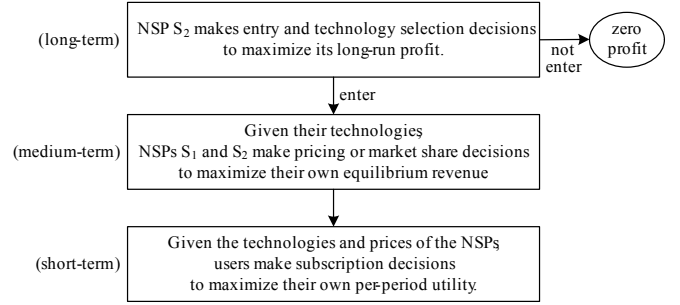 NSP S2 makes entry and technology selection decisions
to maximize its long-run profit.
(long-term)
not
enter
zero
profit
enter
Given their technologies,
NSPs S1 and S2 make pricing or market share decisions
to maximize their own equilibrium revenue
(medium-term)
Given the technologies and prices of the NSPs,
users make subscription decisions
to maximize their own per-period utility.
(short-term)